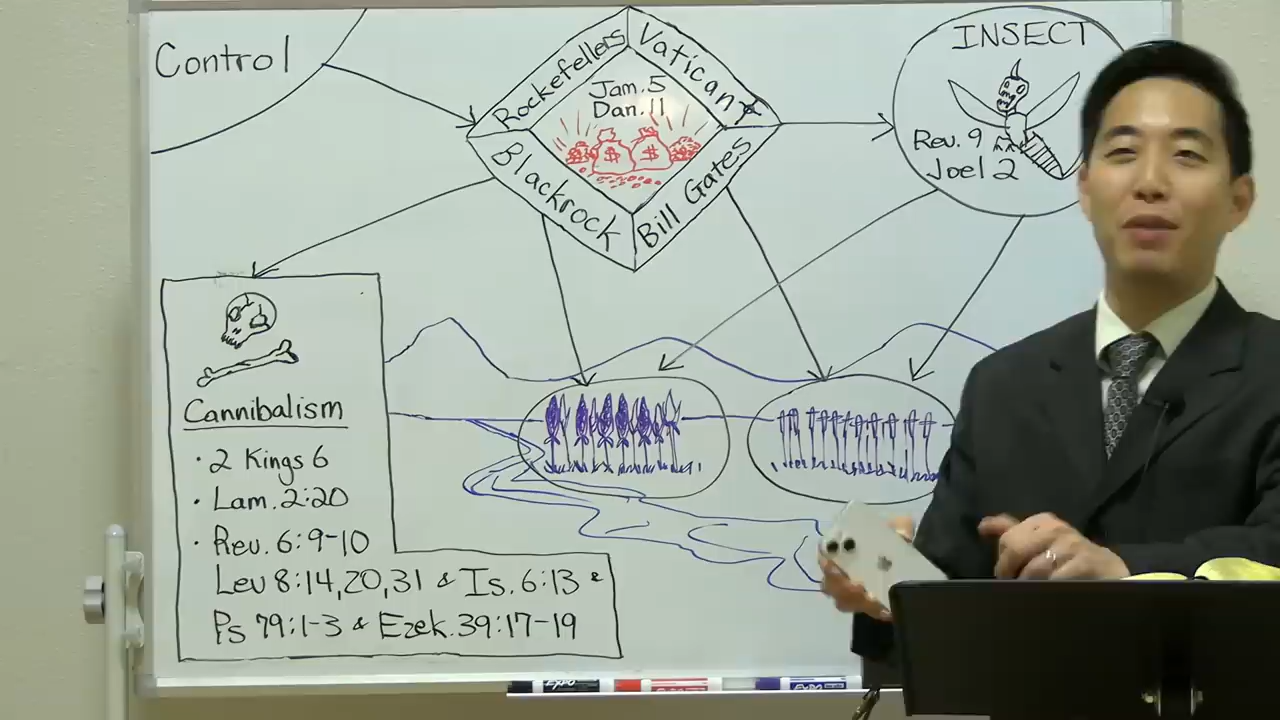 Control
Rockefellers
Vatican
Jam. 5
Dan. 11
$ $
Blackrock
Bill Gates
INSECT
Rev. 9
Joel 2
Cannibalism
· 2 Kings 6
· Lam. 2:20
· Rev. 6:9-10
Lev 8:14,20,31 & Is. 6:13 &
Ps 79:1-3 & Ezek. 39:17-19
EXPO
EXPO